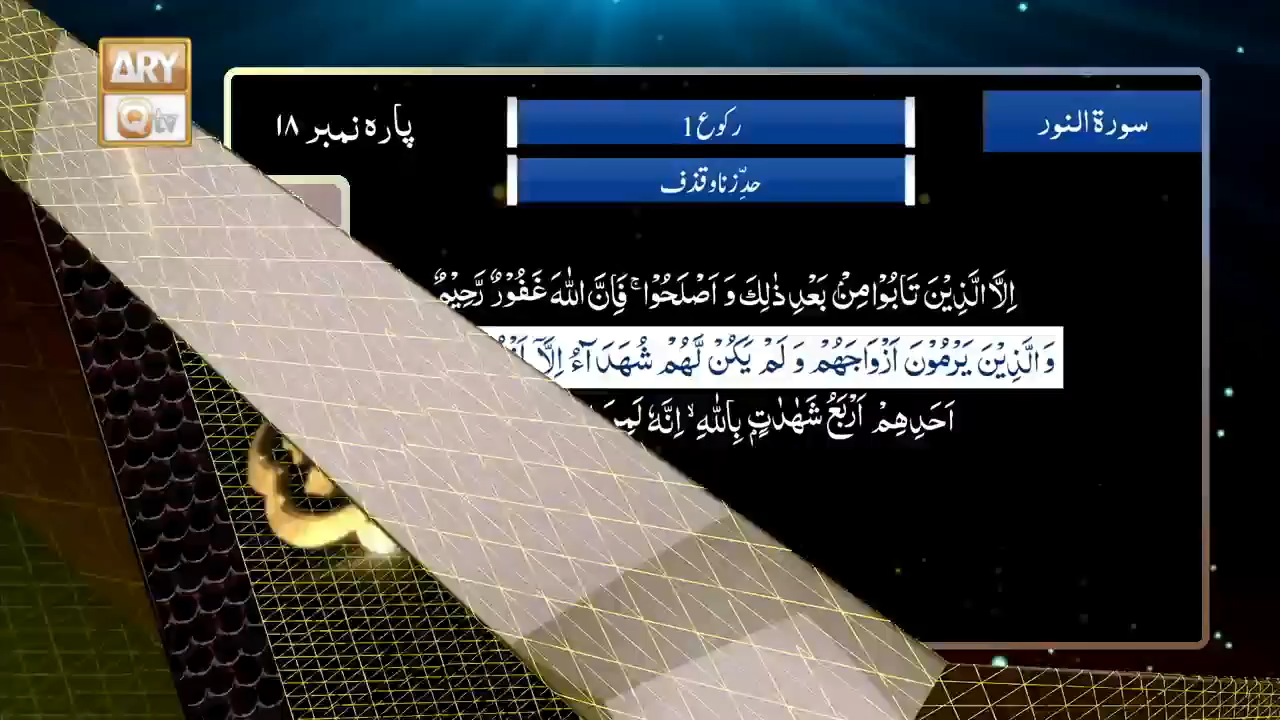 ARY
Qtv
پارہ نمبر ۱۸
رکوع 1
سورۃ النور
حدِّ زنا و قذف
اِلَّا الَّذِیْنَ تَابُوْا مِنْۢ بَعْدِ ذٰلِكَ وَ اَصْلَحُوْا ۚ فَاِنَّ اللّٰهَ غَفُوْرٌ رَّحِیْمٌ
وَ الَّذِیْنَ یَرْمُوْنَ اَزْوَاجَهُمْ وَ لَمْ یَكُنْ لَّهُمْ شُهَدَآءُ اِلَّاۤ
اَحَدِهِمْ اَرْبَعُ شَهٰدٰتٍۭ بِاللّٰهِ ۙ اِنَّهٗ